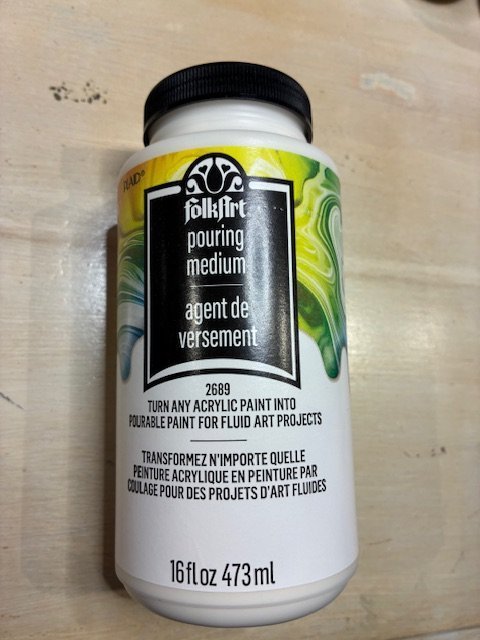 PLAID®
FolkArt
pouring
medium
agent de
versement
2689
TURN ANY ACRYLIC PAINT INTO
POURABLE PAINT FOR FLUID ART PROJECTS
TRANSFORMEZ N'IMPORTE QUELLE
PEINTURE ACRYLIQUE EN PEINTURE PAR
COULAGE POUR DES PROJETS D'ART FLUIDES
16 fl oz 473 ml